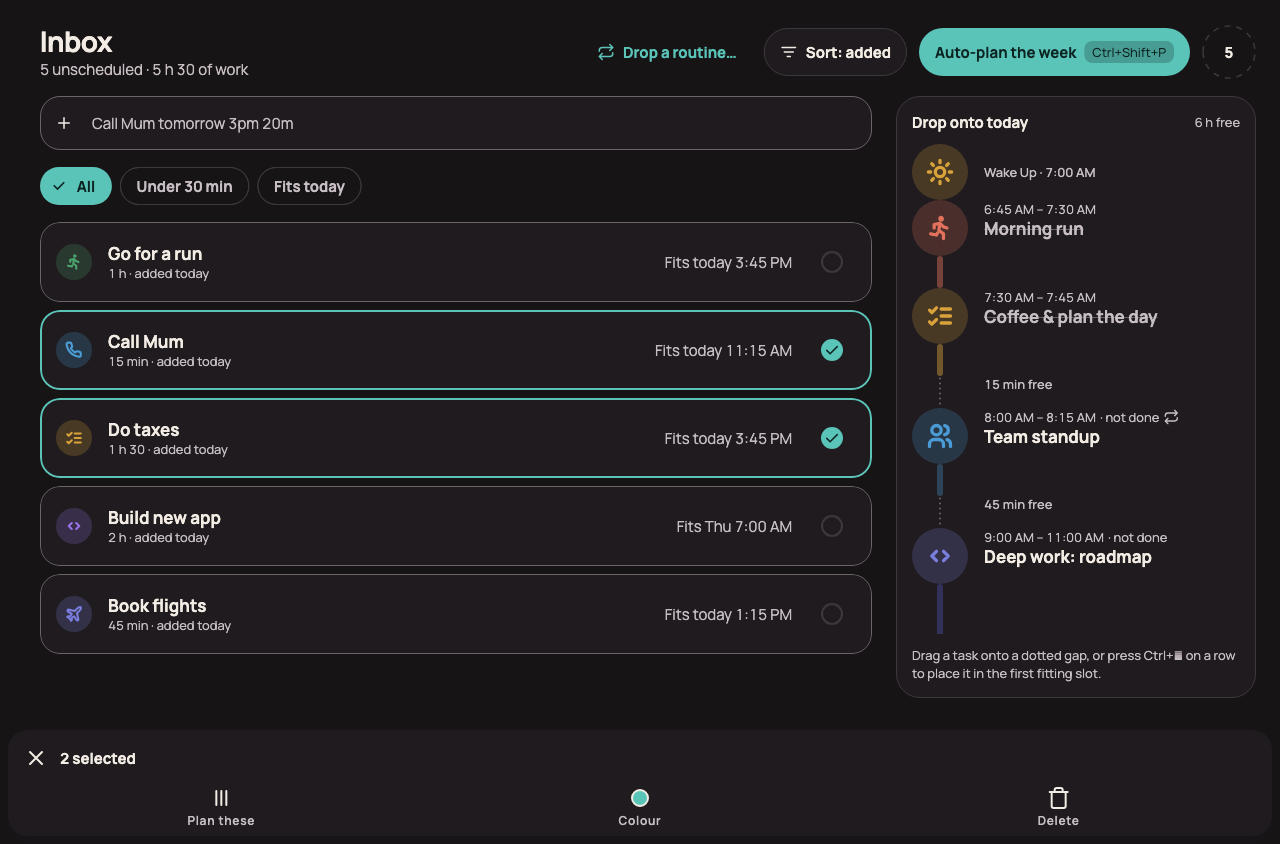 Inbox
5 unscheduled · 5 h 30 of work
Drop a routine…
Sort: added
Auto-plan the week Ctrl+Shift+P
5
Call Mum tomorrow 3pm 20m
All
Under 30 min
Fits today
Go for a run
1 h · added today
Fits today 3:45 PM
Call Mum
15 min · added today
Fits today 11:15 AM
Do taxes
1 h 30 · added today
Fits today 3:45 PM
Build new app
2 h · added today
Fits Thu 7:00 AM
Book flights
45 min · added today
Fits today 1:15 PM
Drop onto today
6 h free
Wake Up · 7:00 AM
6:45 AM – 7:30 AM
Morning run
7:30 AM – 7:45 AM
Coffee & plan the day
15 min free
8:00 AM – 8:15 AM · not done
Team standup
45 min free
9:00 AM – 11:00 AM · not done
Deep work: roadmap
Drag a task onto a dotted gap, or press Ctrl+ on a row
to place it in the first fitting slot.
2 selected
Plan these
Colour
Delete